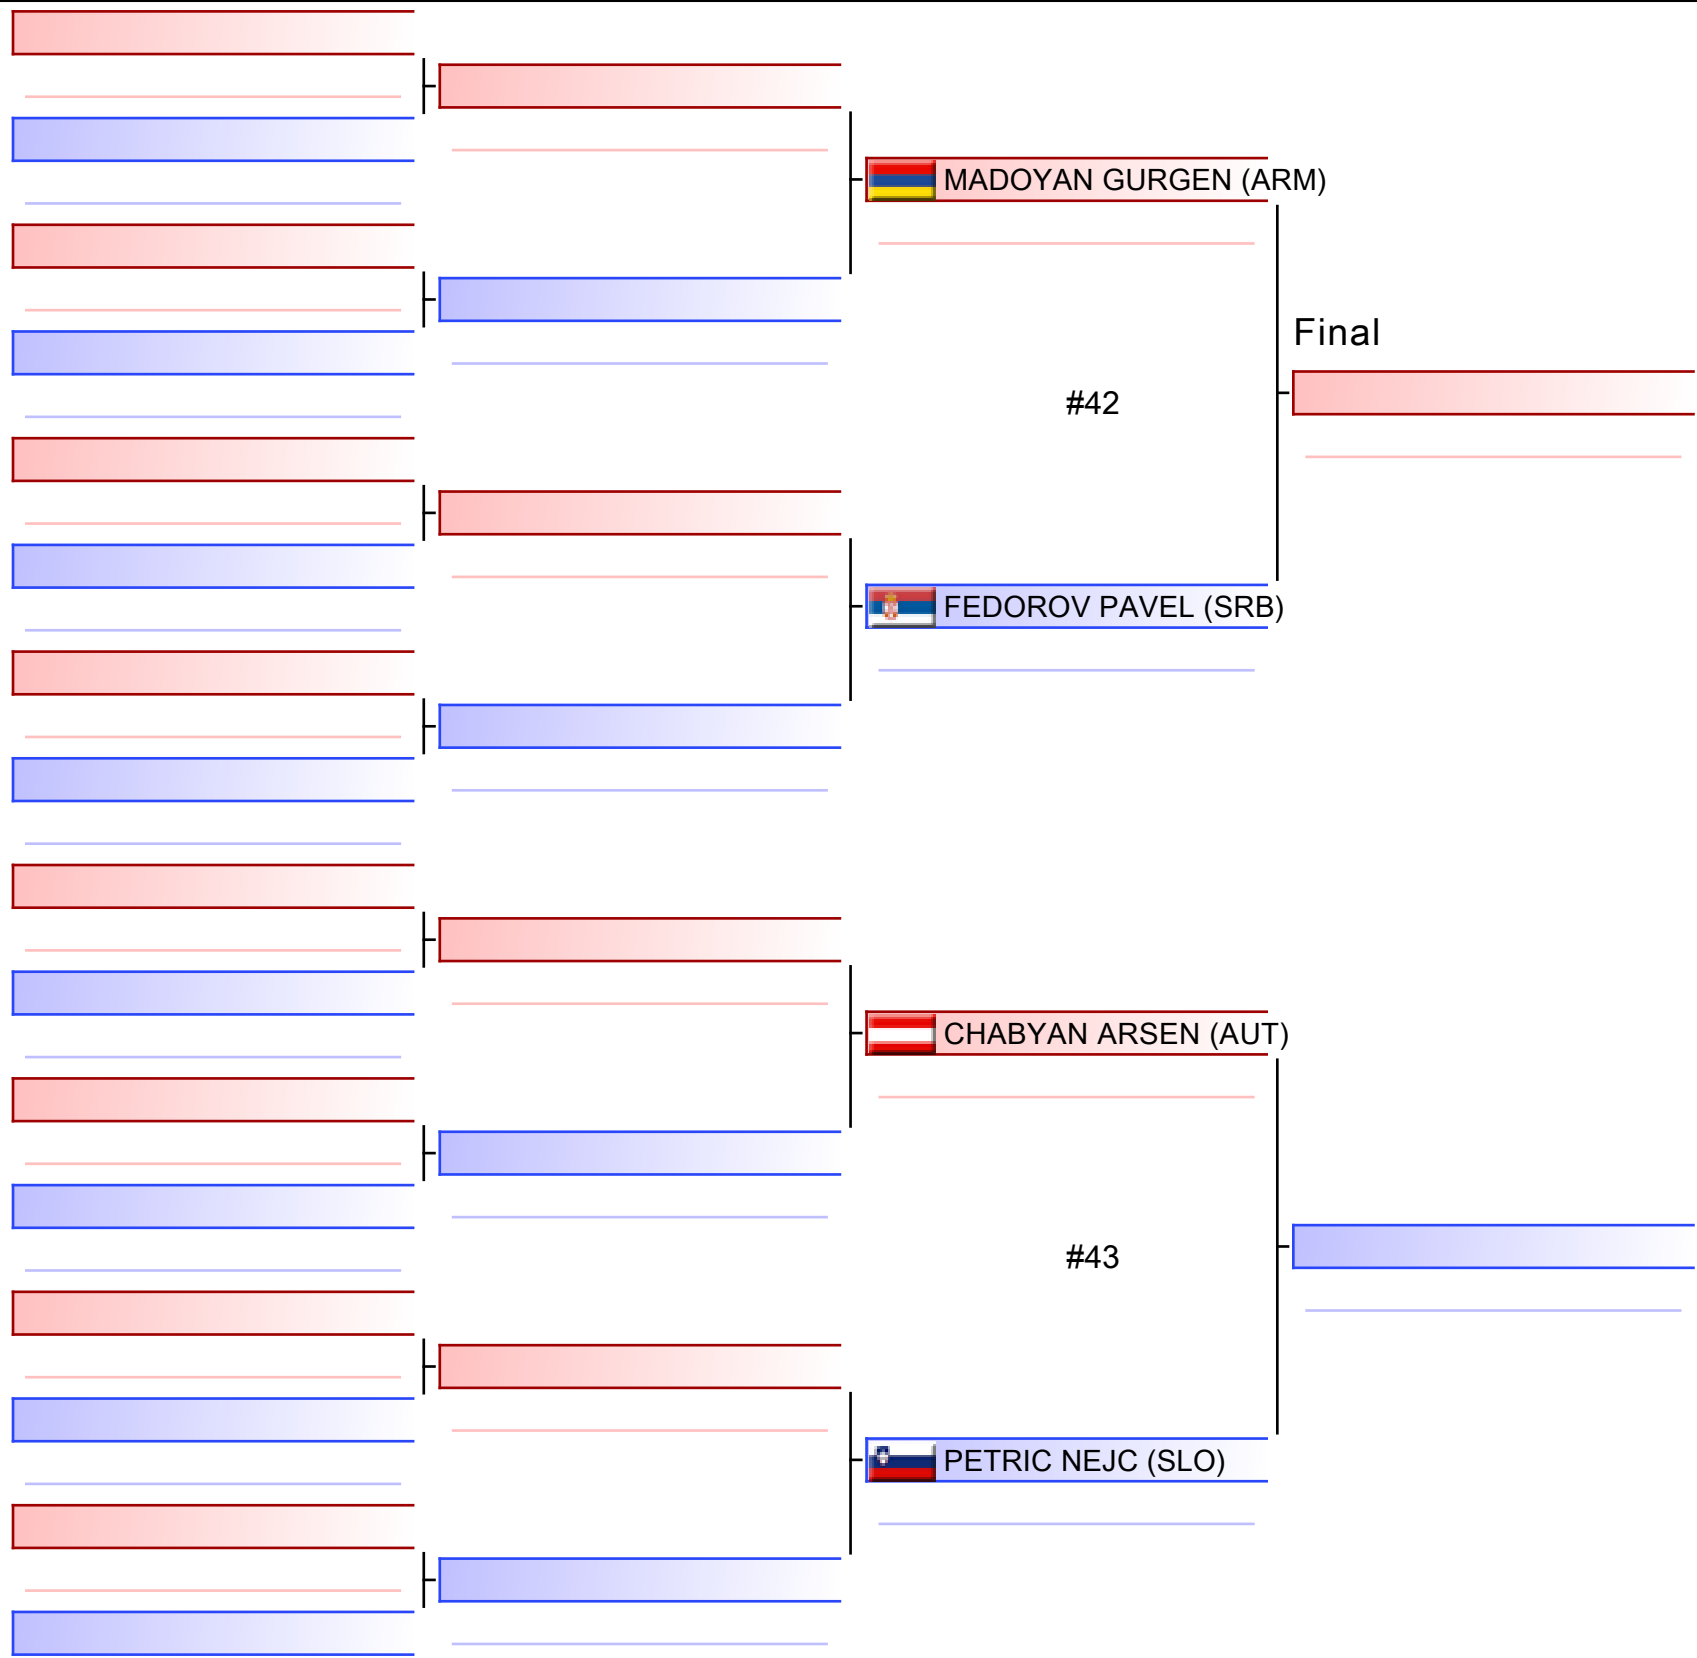 MADOYAN GURGEN (ARM)
Final
#42
FEDOROV PAVEL (SRB)
CHABYAN ARSEN (AUT)
#43
PETRIC NEJC (SLO)